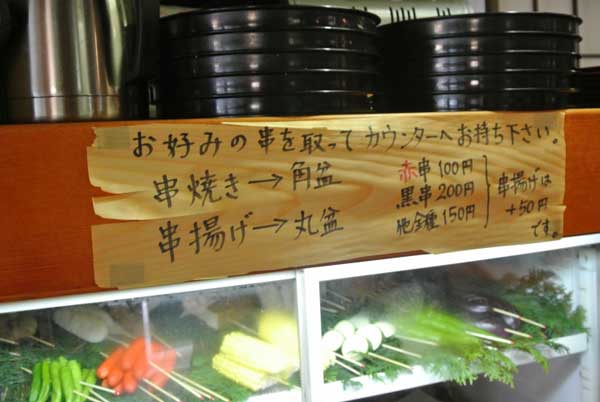 お好みの串を取ってカウンターへお持ち下さい。
串焼き→角盆
串揚げ→丸盆
赤串100円
黒串200円
他全種150円
串揚げは
+50円
です。